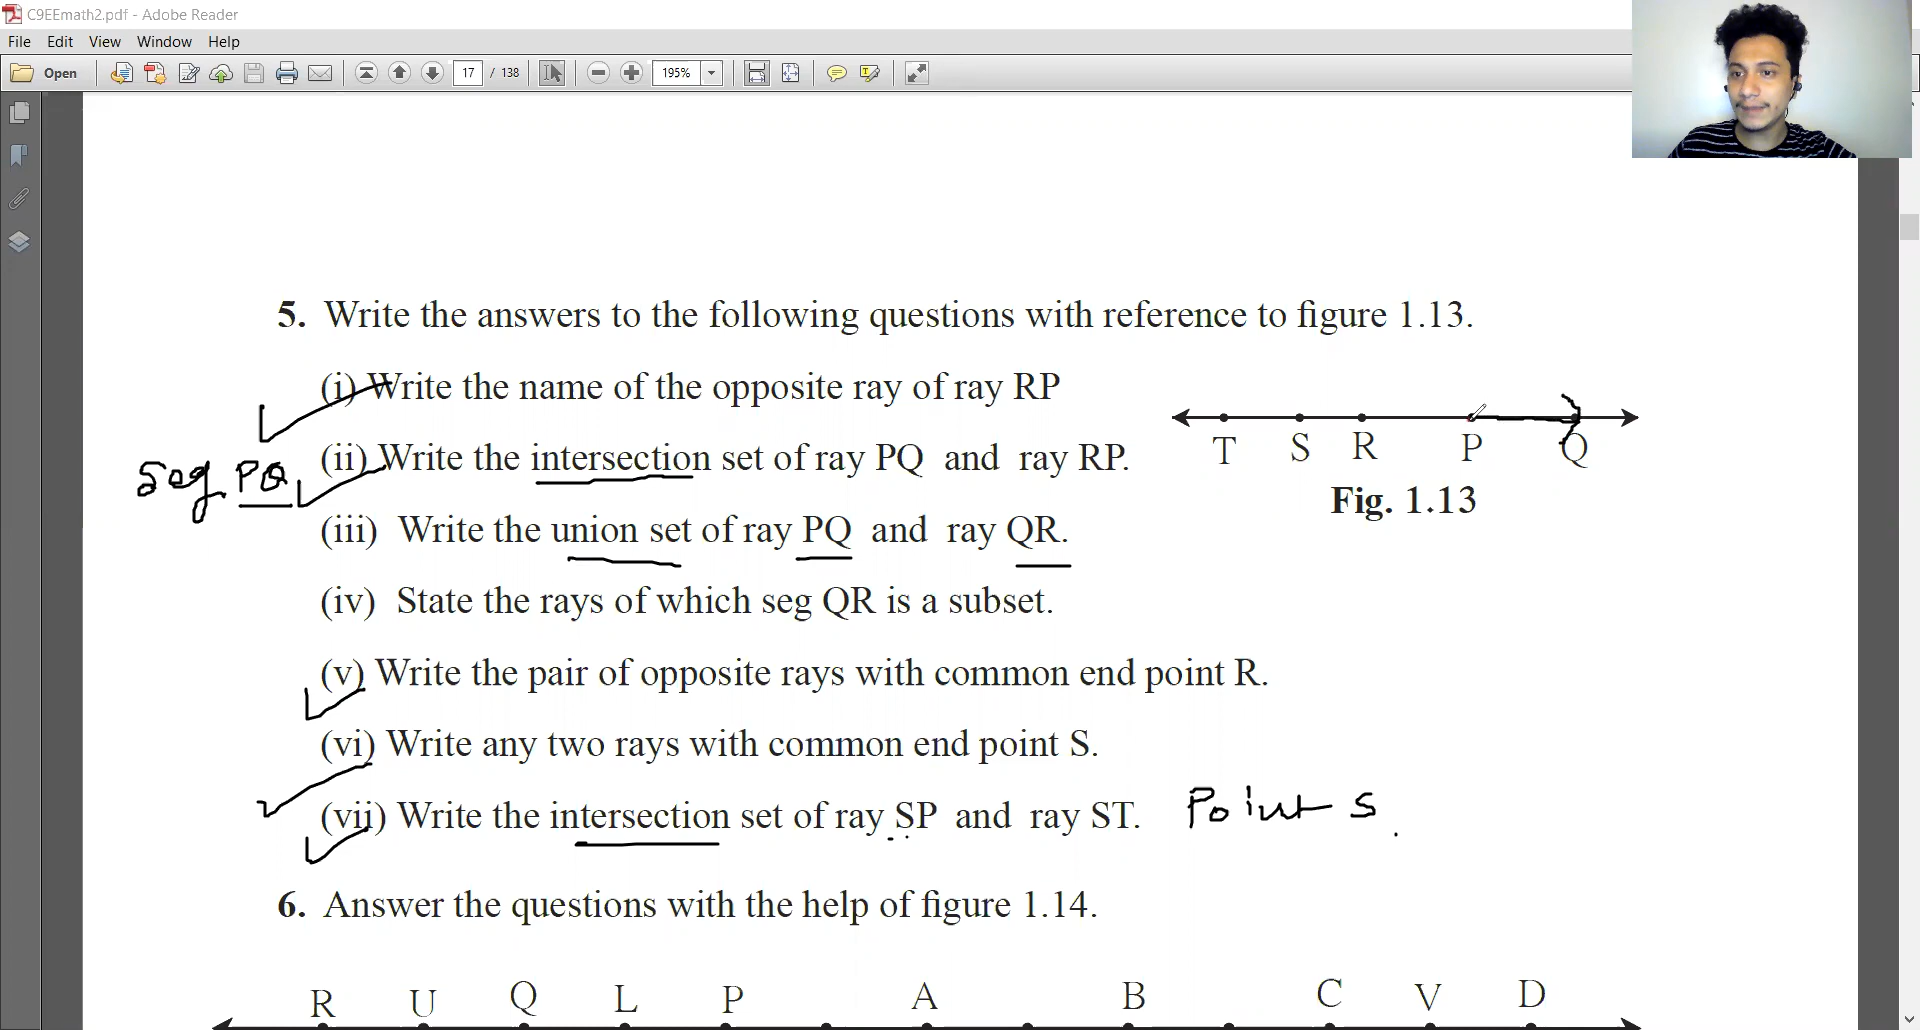 C9EEmath2.pdf - Adobe Reader
File Edit View Window Help
Open 17 / 138 195%
5. Write the answers to the following questions with reference to figure 1.13.
(i) Write the name of the opposite ray of ray RP
(ii) Write the intersection set of ray PQ and ray RP.
T S R P Q
Seg PQ
Fig. 1.13
(iii) Write the union set of ray PQ and ray QR.
(iv) State the rays of which seg QR is a subset.
(v) Write the pair of opposite rays with common end point R.
(vi) Write any two rays with common end point S.
(vii) Write the intersection set of ray SP and ray ST. Point S.
6. Answer the questions with the help of figure 1.14.
R U Q L P A B C V D